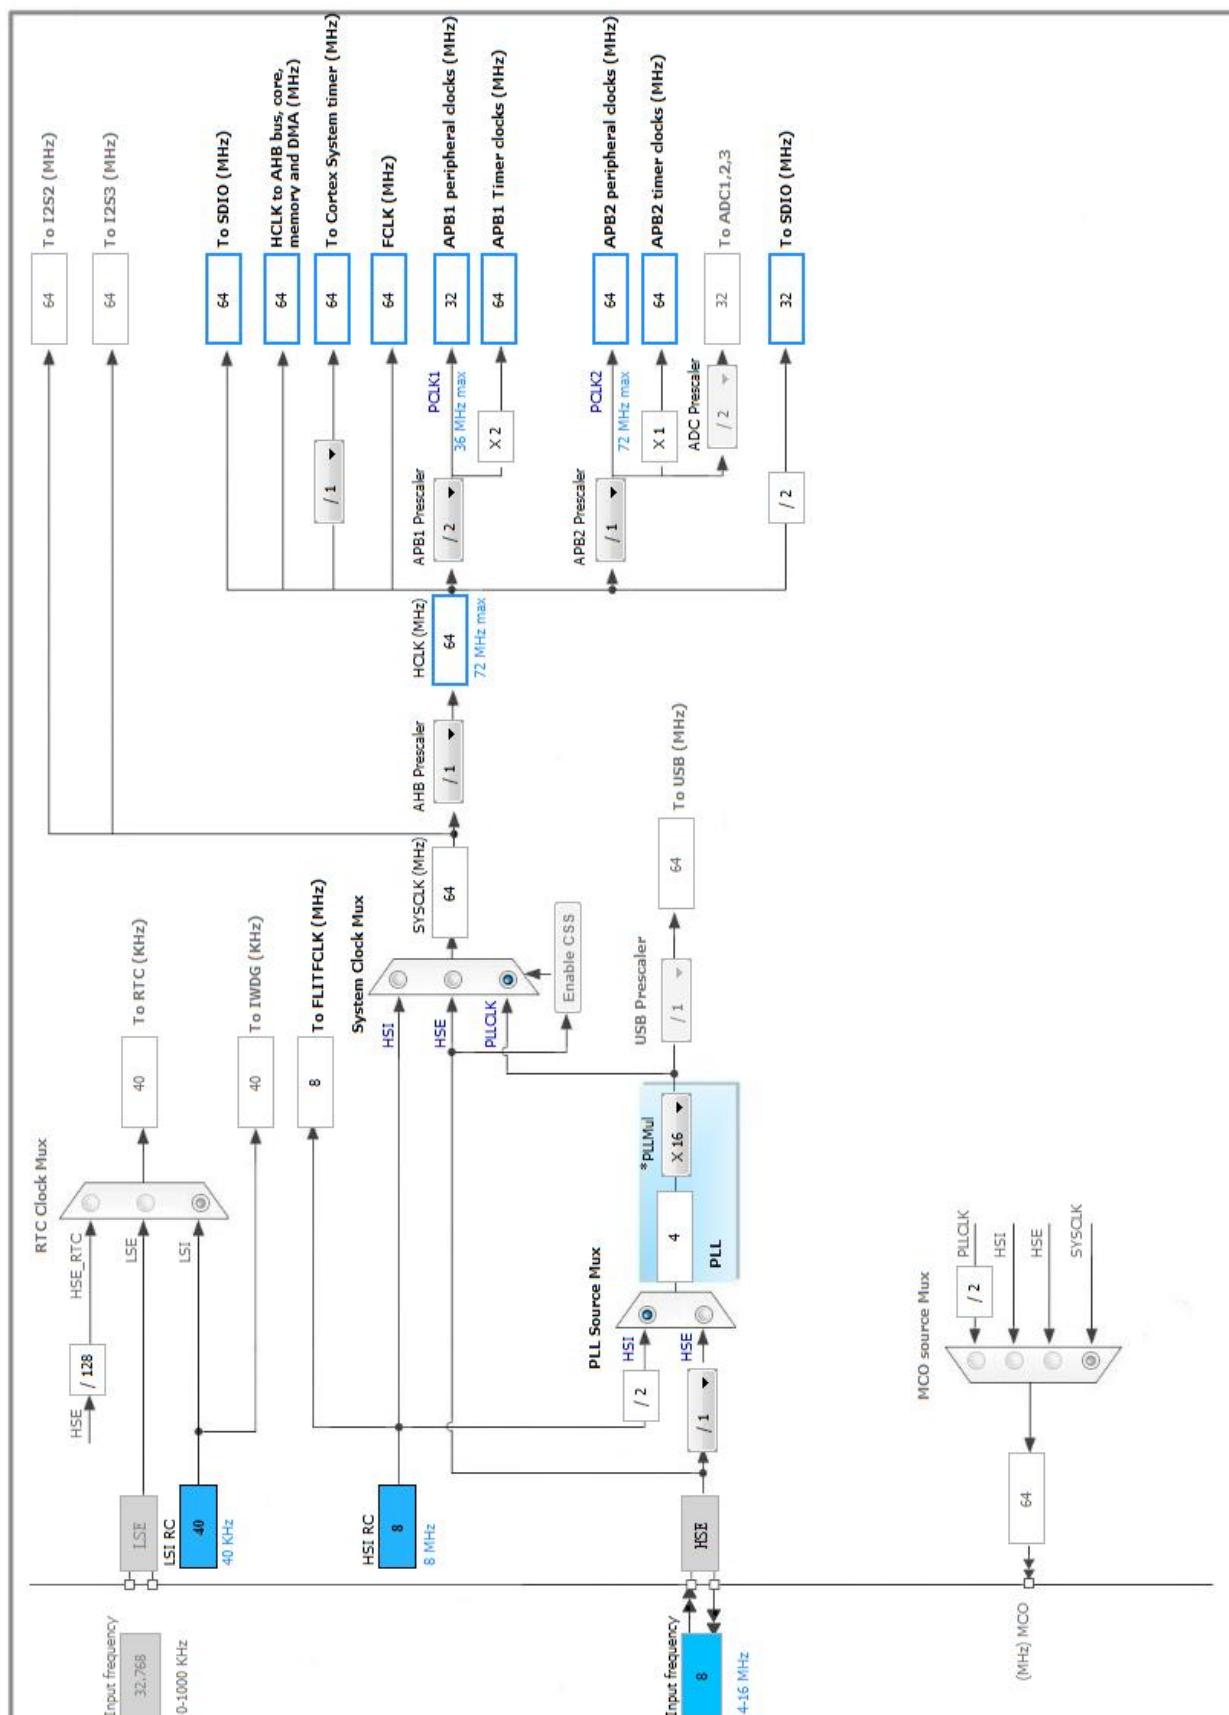 Input frequency
32.768
0-1000 KHz
LSE
LSI RC
40
40 KHz
HSE
/ 128
HSE_RTC
LSE
LSI
RTC Clock Mux
40
To RTC (KHz)
40
To IWDG (KHz)
HSI RC
8
8 MHz
8
To FLITFCLK (MHz)
System Clock Mux
HSI
HSE
PLLCLK
Enable CSS
SYSCLK (MHz)
64
AHB Prescaler
/ 1
HCLK (MHz)
64
72 MHz max
64
To I2S2 (MHz)
64
To I2S3 (MHz)
64
To SDIO (MHz)
64
HCLK to AHB bus, core,
memory and DMA (MHz)
/ 1
64
To Cortex System timer (MHz)
64
FCLK (MHz)
APB1 Prescaler
/ 2
PCLK1
36 MHz max
32
APB1 peripheral clocks (MHz)
X 2
64
APB1 Timer clocks (MHz)
APB2 Prescaler
/ 1
PCLK2
72 MHz max
64
APB2 peripheral clocks (MHz)
X 1
64
APB2 timer clocks (MHz)
ADC Prescaler
/ 2
32
To ADC1,2,3
/ 2
32
To SDIO (MHz)
Input frequency
8
4-16 MHz
HSE
/ 1
/ 2
HSI
HSE
PLL Source Mux
4
PLL
*PLLMul
X 16
USB Prescaler
/ 1
64
To USB (MHz)
(MHz) MCO
64
MCO source Mux
/ 2
PLLCLK
HSI
HSE
SYSCLK